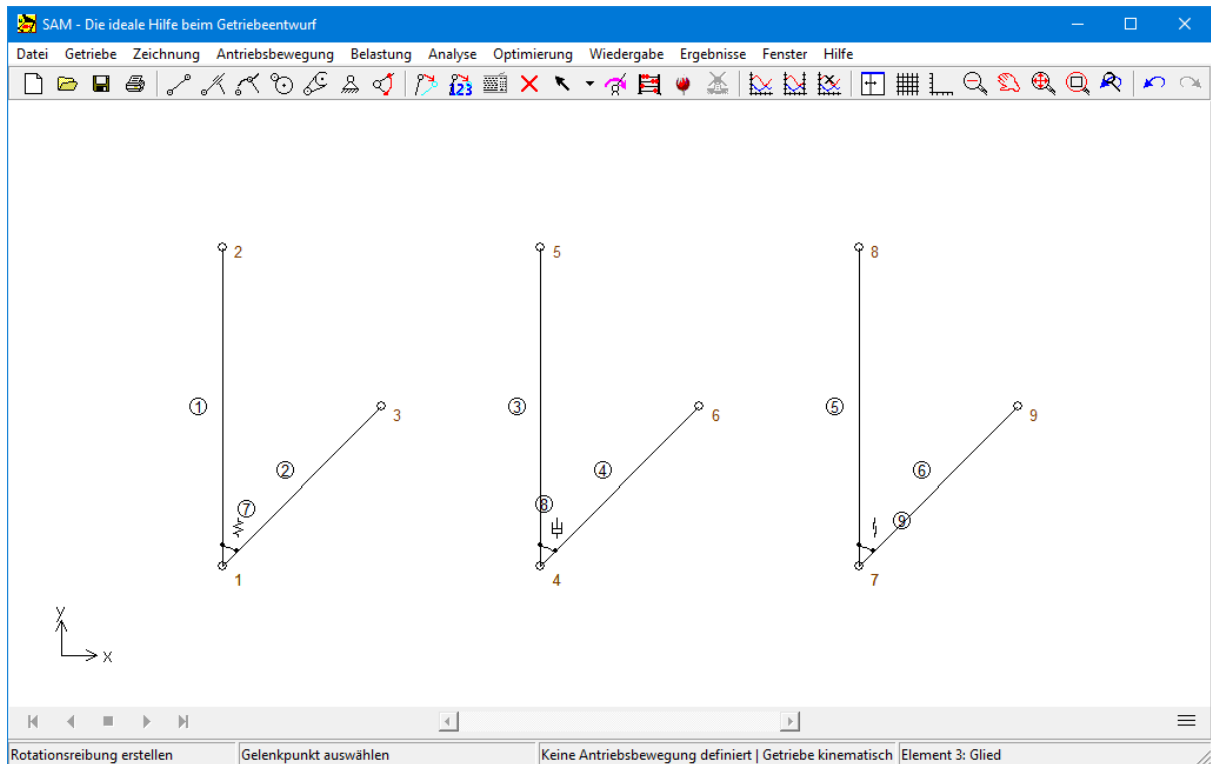 SAM - Die ideale Hilfe beim Getriebeentwurf
Datei Getriebe Zeichnung Antriebsbewegung Belastung Analyse Optimierung Wiedergabe Ergebnisse Fenster Hilfe
123
2 5 8
1 3 5
3 6 9
2 4 6
7 8 9
1 4 7
y
x
Rotationsreibung erstellen Gelenkpunkt auswählen Keine Antriebsbewegung definiert | Getriebe kinematisch Element 3: Glied